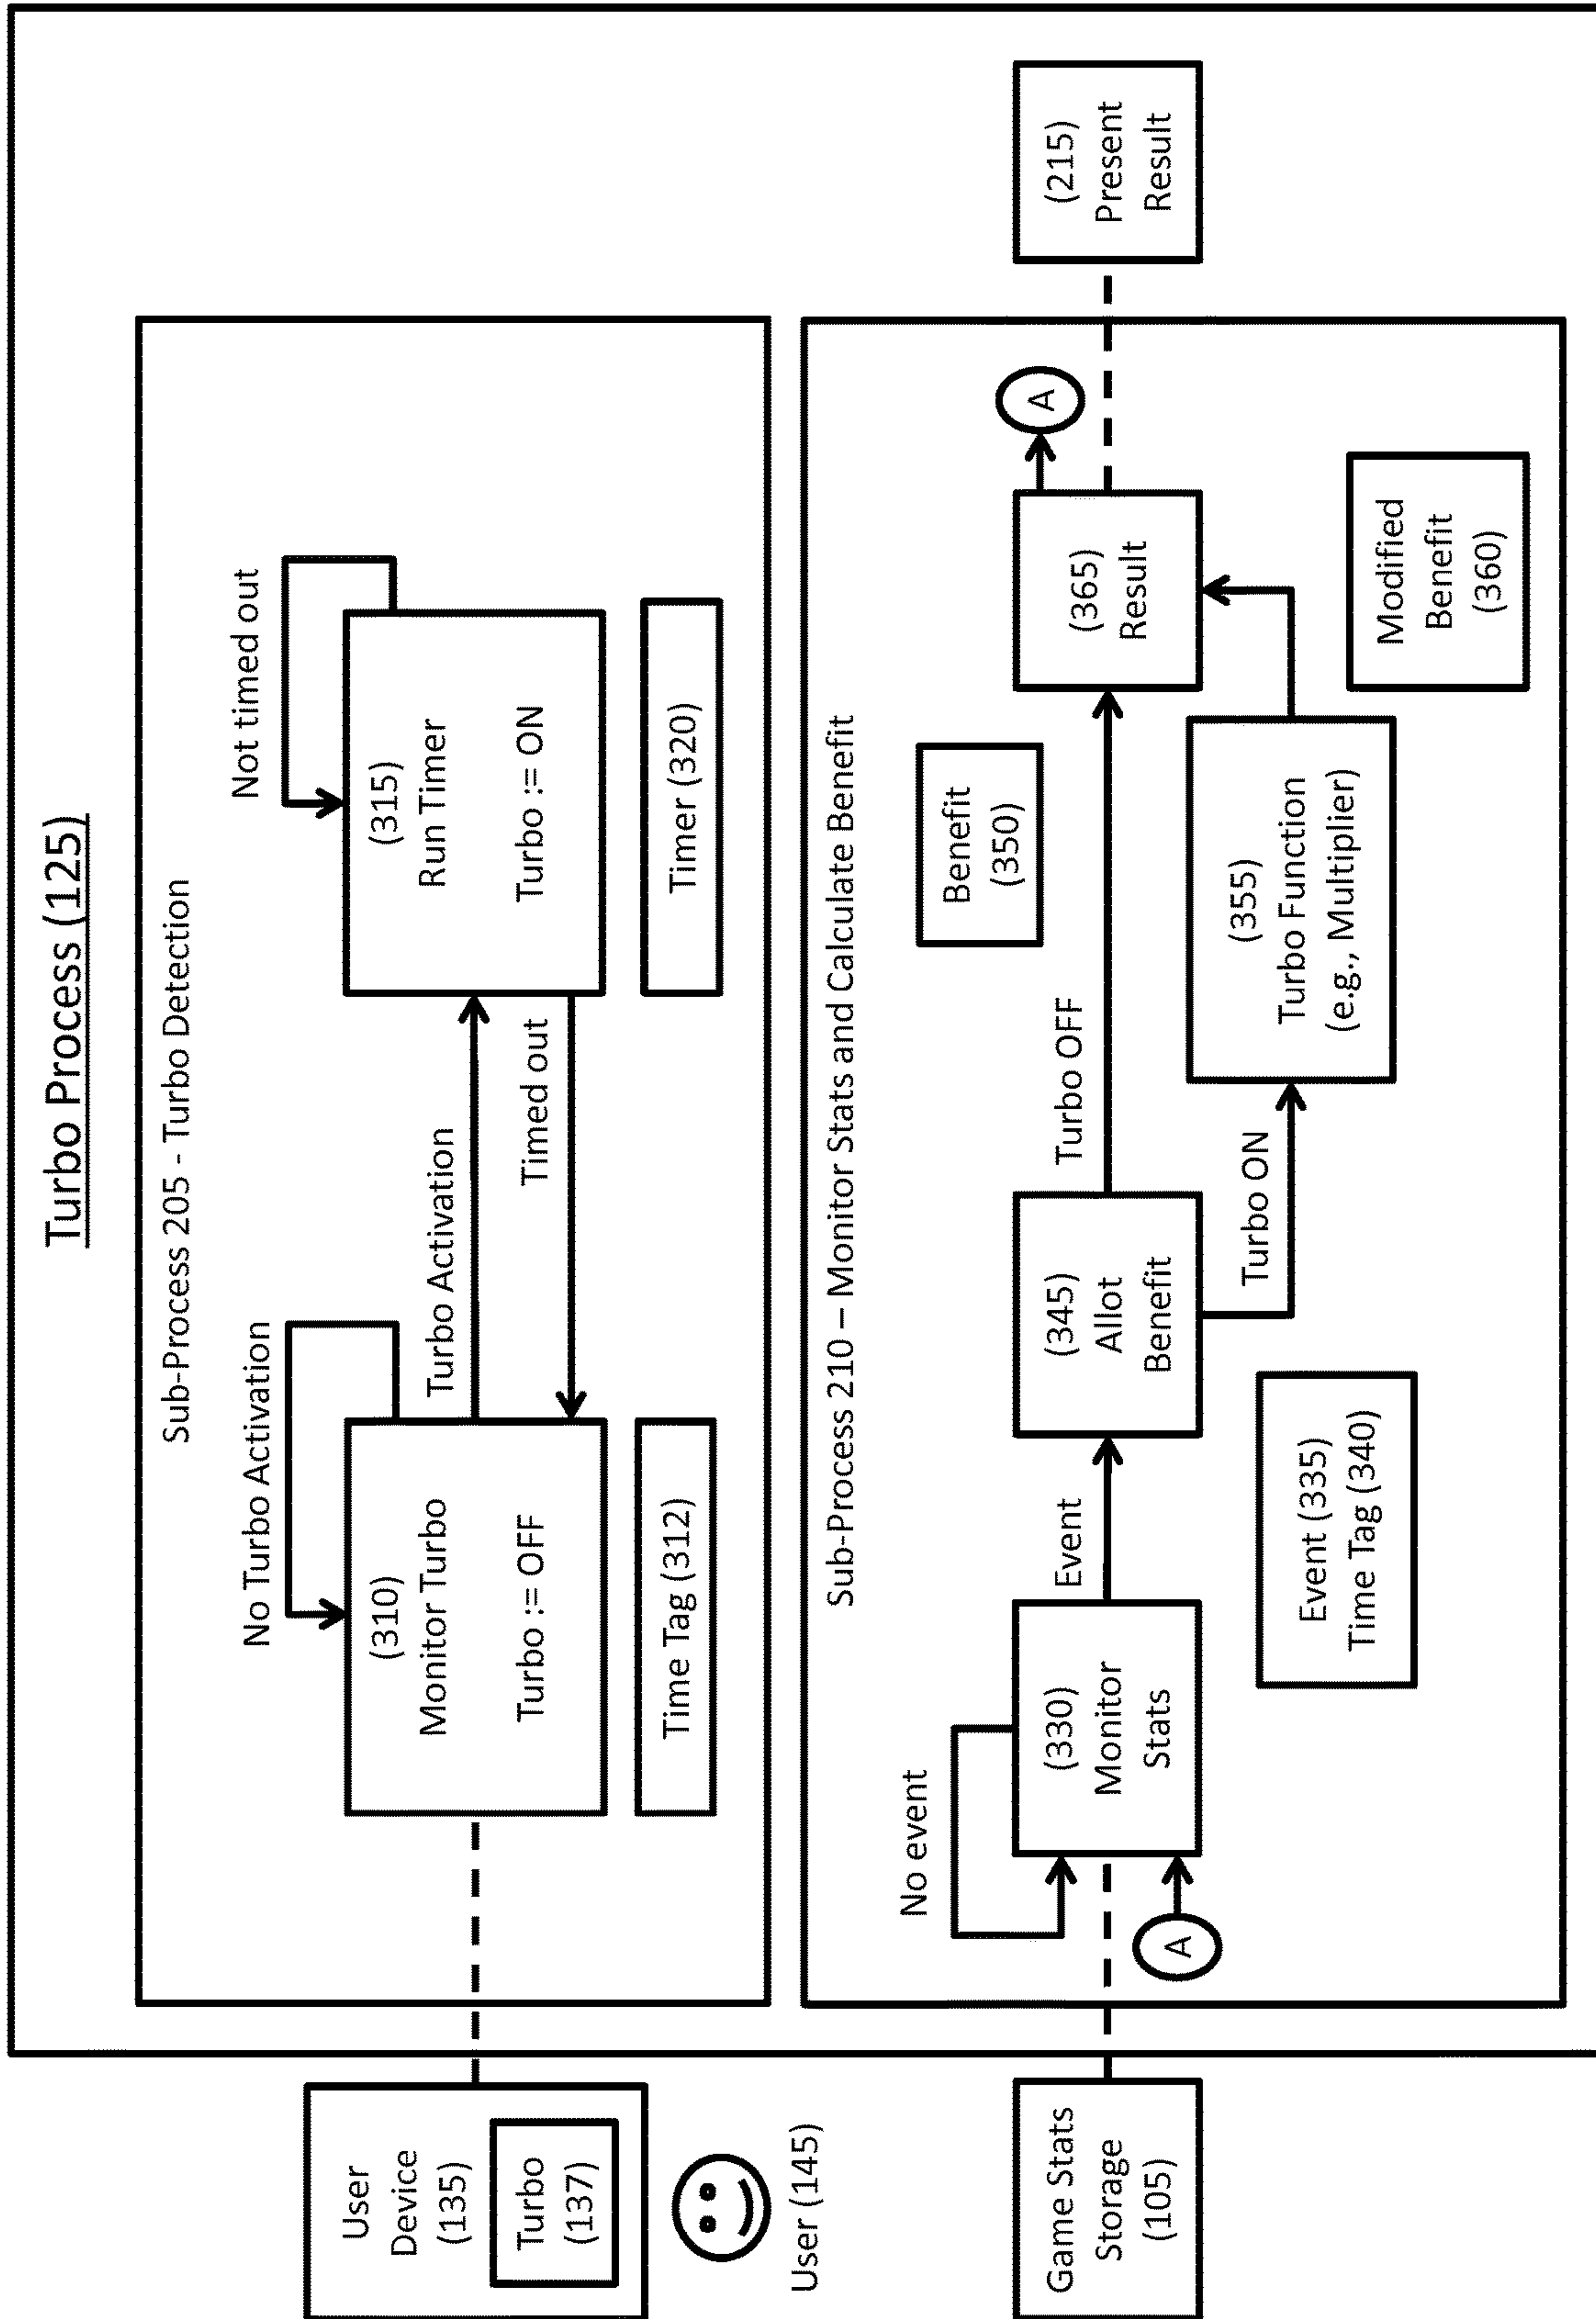 Turbo Process (125)
Sub-Process 205 - Turbo Detection
User
Device
(135)
Turbo
(137)
User (145)
No Turbo Activation
(310)
Monitor Turbo
Turbo := OFF
Time Tag (312)
Turbo Activation
Timed out
Not timed out
(315)
Run Timer
Turbo := ON
Timer (320)
Sub-Process 210 – Monitor Stats and Calculate Benefit
Game Stats
Storage
(105)
No event
A
(330)
Monitor
Stats
Event
Event (335)
Time Tag (340)
(345)
Allot
Benefit
Turbo OFF
Turbo ON
Benefit
(350)
(355)
Turbo Function
(e.g., Multiplier)
(365)
Result
A
Modified
Benefit
(360)
(215)
Present
Result